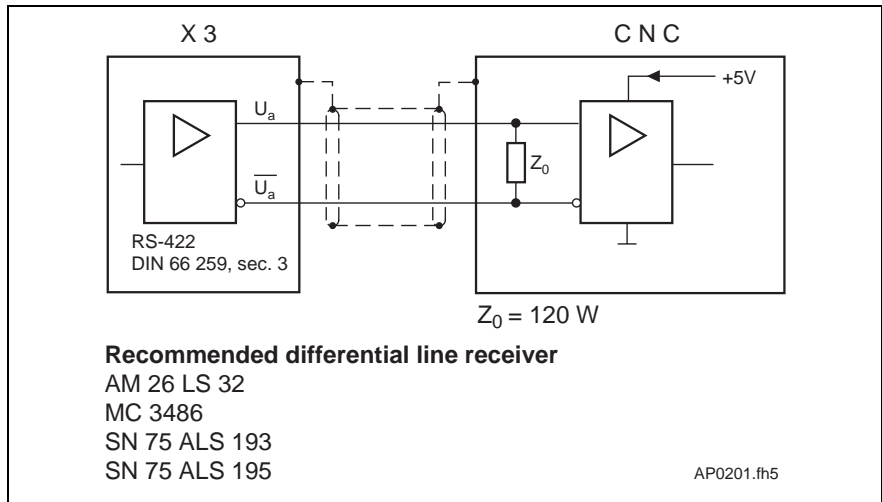 X 3
C N C
+5V
Uₐ
Z₀
U̅ₐ̅
RS-422
DIN 66 259, sec. 3
Z₀ = 120 W
Recommended differential line receiver
AM 26 LS 32
MC 3486
SN 75 ALS 193
SN 75 ALS 195
AP0201.fh5